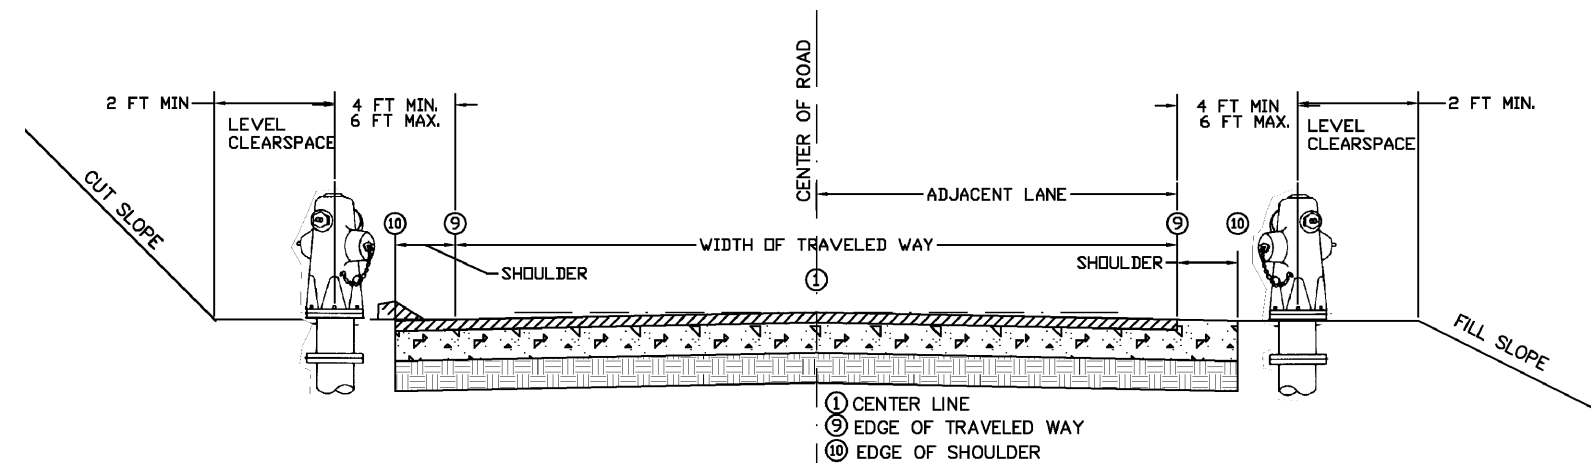 CENTER OF ROAD
2 FT MIN
4 FT MIN.
6 FT MAX.
LEVEL
CLEARSPACE
4 FT MIN
6 FT MAX.
LEVEL
CLEARSPACE
2 FT MIN.
CUT SLOPE
ADJACENT LANE
10
9
9
10
WIDTH OF TRAVELED WAY
SHOULDER
SHOULDER
1
FILL SLOPE
1 CENTER LINE
9 EDGE OF TRAVELED WAY
10 EDGE OF SHOULDER